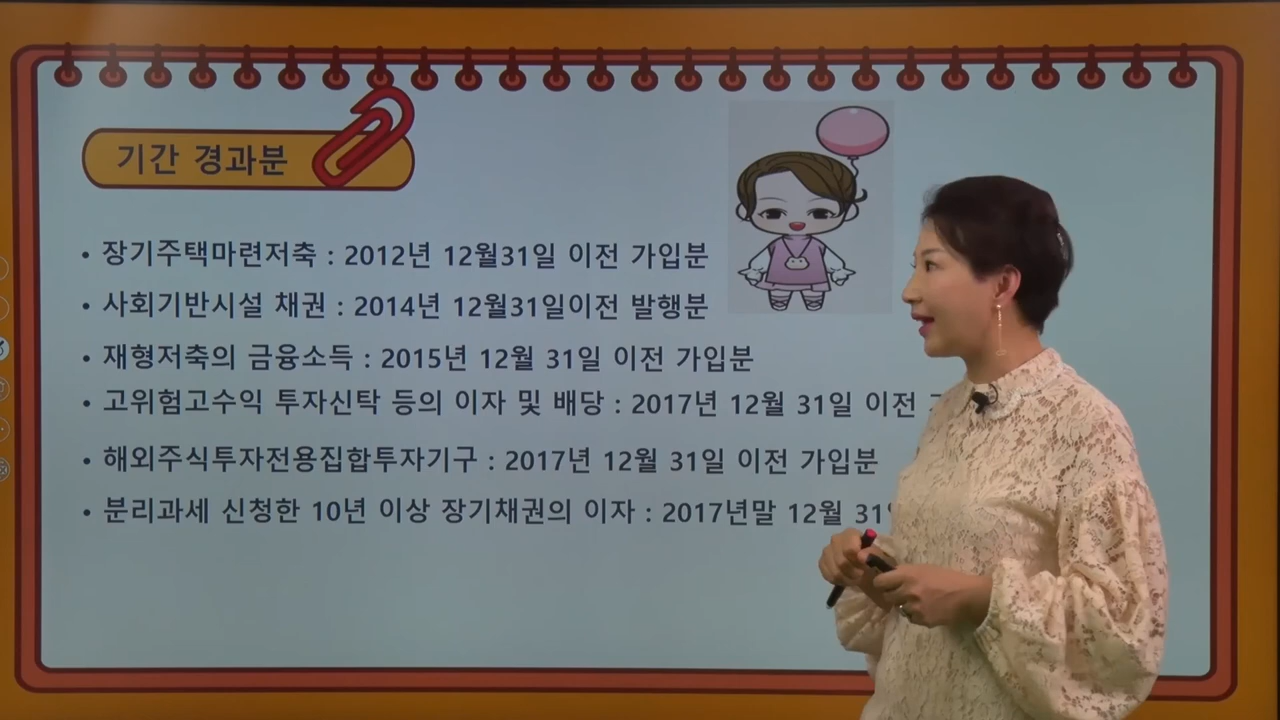 기간 경과분
• 장기주택마련저축 : 2012년 12월31일 이전 가입분
• 사회기반시설 채권 : 2014년 12월31일이전 발행분
• 재형저축의 금융소득 : 2015년 12월 31일 이전 가입분
• 고위험고수익 투자신탁 등의 이자 및 배당 : 2017년 12월 31일 이전
• 해외주식투자전용집합투자기구 : 2017년 12월 31일 이전 가입분
• 분리과세 신청한 10년 이상 장기채권의 이자 : 2017년말 12월 31일